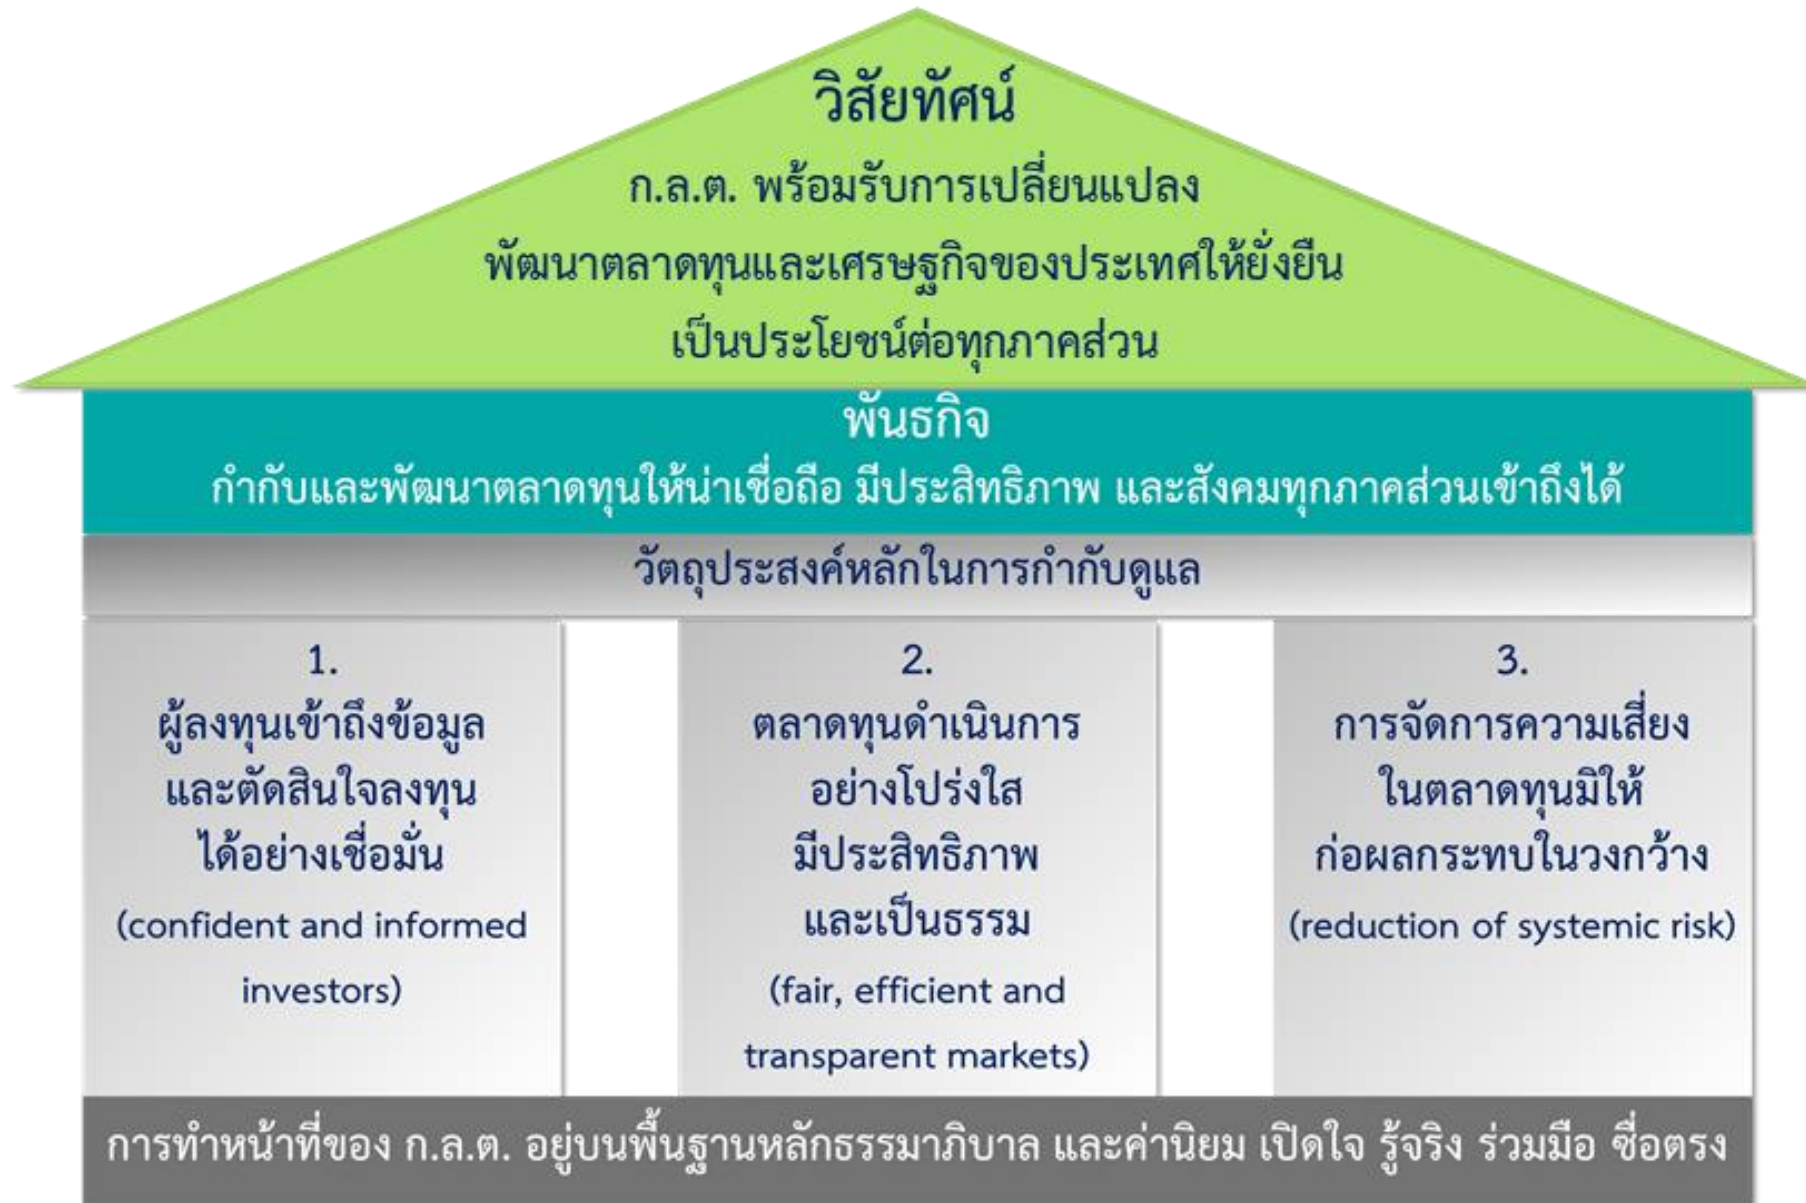 วิสัยทัศน์
ก.ล.ต. พร้อมรับการเปลี่ยนแปลง
พัฒนาตลาดทุนและเศรษฐกิจของประเทศให้ยั่งยืน
เป็นประโยชน์ต่อทุกภาคส่วน
พันธกิจ
กำกับและพัฒนาตลาดทุนให้น่าเชื่อถือ มีประสิทธิภาพ และสังคมทุกภาคส่วนเข้าถึงได้
วัตถุประสงค์หลักในการกำกับดูแล
1.
ผู้ลงทุนเข้าถึงข้อมูล
และตัดสินใจลงทุน
ได้อย่างเชื่อมั่น
(confident and informed
investors)
2.
ตลาดทุนดำเนินการ
อย่างโปร่งใส
มีประสิทธิภาพ
และเป็นธรรม
(fair, efficient and
transparent markets)
3.
การจัดการความเสี่ยง
ในตลาดทุนมิให้
ก่อผลกระทบในวงกว้าง
(reduction of systemic risk)
การทำหน้าที่ของ ก.ล.ต. อยู่บนพื้นฐานหลักธรรมาภิบาล และค่านิยม เปิดใจ รู้จริง ร่วมมือ ซื่อตรง